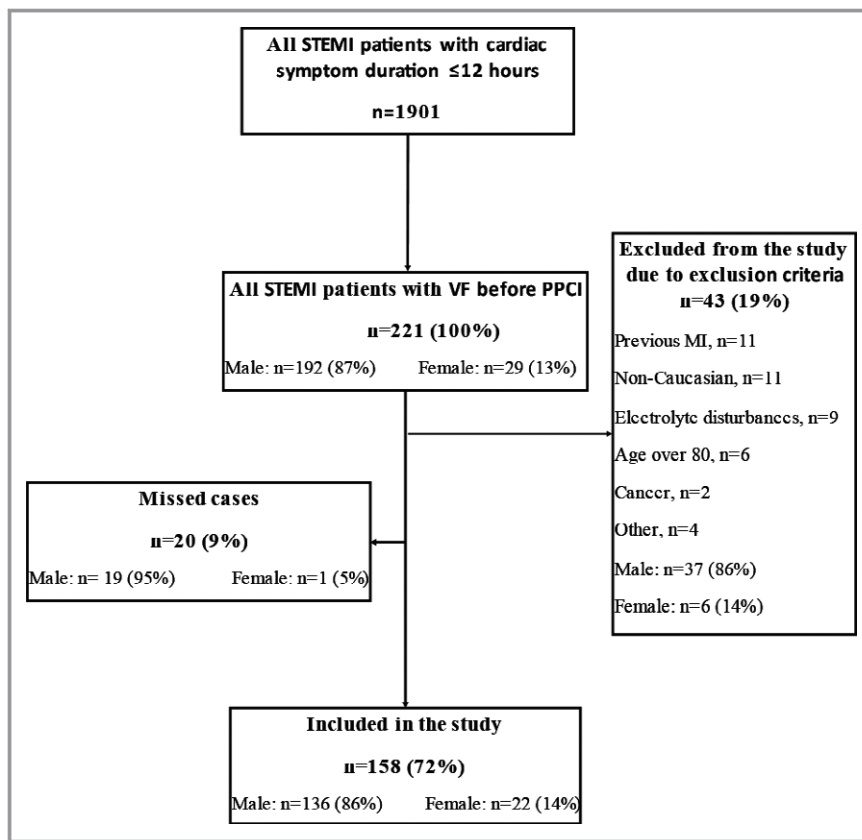 All STEMI patients with cardiac
symptom duration ≤12 hours
n=1901
All STEMI patients with VF before PPCI
n=221 (100%)
Male: n=192 (87%) Female: n=29 (13%)
Excluded from the study
due to exclusion criteria
n=43 (19%)
Previous MI, n=11
Non-Caucasian, n=11
Electrolyte disturbances, n=9
Age over 80, n=6
Cancer, n=2
Other, n=4
Male: n=37 (86%)
Female: n=6 (14%)
Missed cases
n=20 (9%)
Male: n= 19 (95%) Female: n=1 (5%)
Included in the study
n=158 (72%)
Male: n=136 (86%) Female: n=22 (14%)